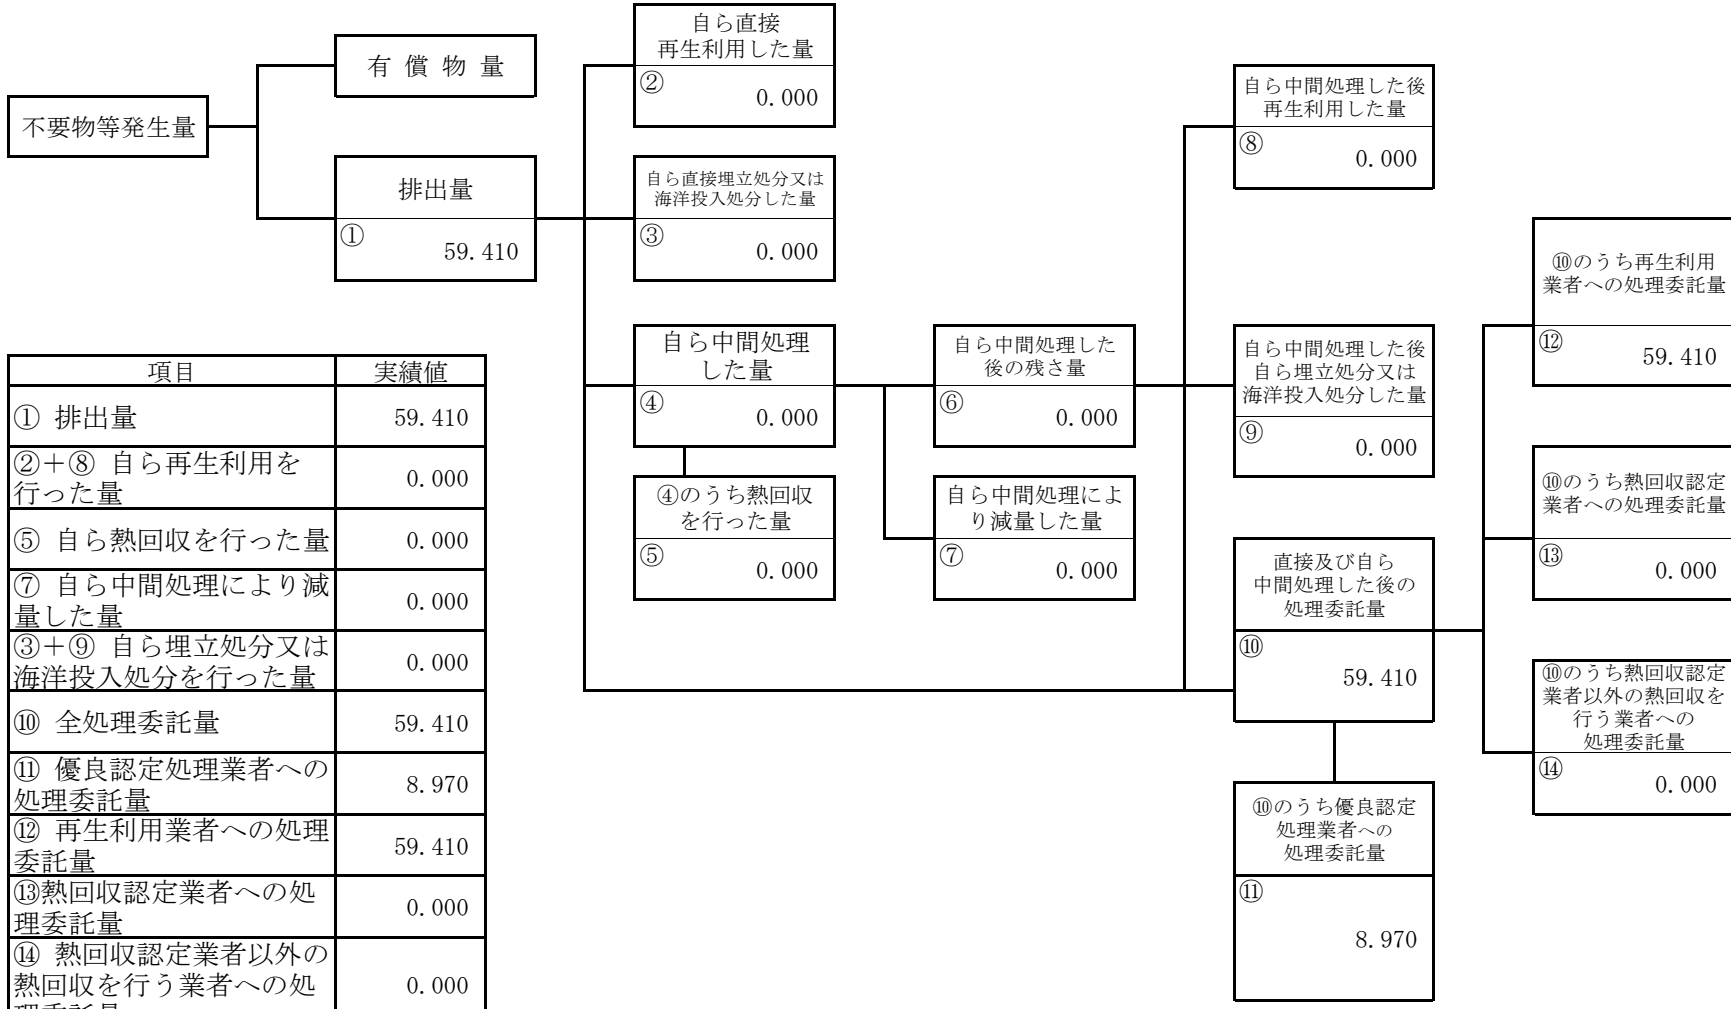 不要物等発生量
有 償 物 量
排出量
①
59.410
自ら直接
再生利用した量
②
0.000
自ら直接埋立処分又は
海洋投入処分した量
③
0.000
自ら中間処理
した量
④
0.000
④のうち熱回収
を行った量
⑤
0.000
自ら中間処理した
後の残さ量
⑥
0.000
自ら中間処理によ
り減量した量
⑦
0.000
自ら中間処理した後
再生利用した量
⑧
0.000
自ら中間処理した後
自ら埋立処分又は
海洋投入処分した量
⑨
0.000
直接及び自ら
中間処理した後の
処理委託量
⑩
59.410
⑩のうち優良認定
処理業者への
処理委託量
⑪
8.970
⑩のうち再生利用
業者への処理委託量
⑫
59.410
⑩のうち熱回収認定
業者への処理委託量
⑬
0.000
⑩のうち熱回収認定
業者以外の熱回収を
行う業者への
処理委託量
⑭
0.000
項目 実績値
① 排出量 59.410
②＋⑧ 自ら再生利用を
行った量 0.000
⑤ 自ら熱回収を行った量 0.000
⑦ 自ら中間処理により減
量した量 0.000
③＋⑨ 自ら埋立処分又は
海洋投入処分を行った量 0.000
⑩ 全処理委託量 59.410
⑪ 優良認定処理業者への
処理委託量 8.970
⑫ 再生利用業者への処理
委託量 59.410
⑬熱回収認定業者への処
理委託量 0.000
⑭ 熱回収認定業者以外の
熱回収を行う業者への処 0.000